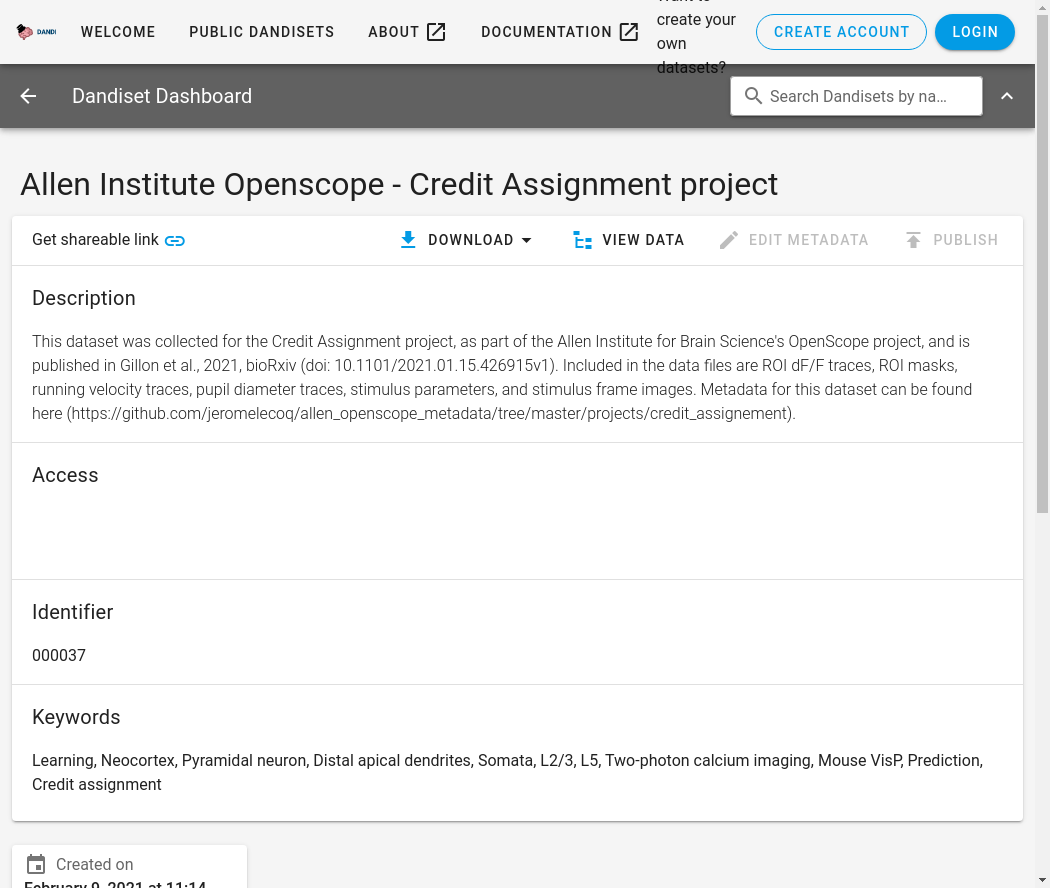 DANDI
WELCOME
PUBLIC DANDISETS
ABOUT
DOCUMENTATION
create your
own
datasets?
CREATE ACCOUNT
LOGIN
Dandiset Dashboard
Search Dandisets by na…
Allen Institute Openscope - Credit Assignment project
Get shareable link
DOWNLOAD
VIEW DATA
EDIT METADATA
PUBLISH
Description
This dataset was collected for the Credit Assignment project, as part of the Allen Institute for Brain Science's OpenScope project, and is
published in Gillon et al., 2021, bioRxiv (doi: 10.1101/2021.01.15.426915v1). Included in the data files are ROI dF/F traces, ROI masks,
running velocity traces, pupil diameter traces, stimulus parameters, and stimulus frame images. Metadata for this dataset can be found
here (https://github.com/jeromelecoq/allen_openscope_metadata/tree/master/projects/credit_assignement).
Access
Identifier
000037
Keywords
Learning, Neocortex, Pyramidal neuron, Distal apical dendrites, Somata, L2/3, L5, Two-photon calcium imaging, Mouse VisP, Prediction,
Credit assignment
Created on
February 9, 2021 at 11:14